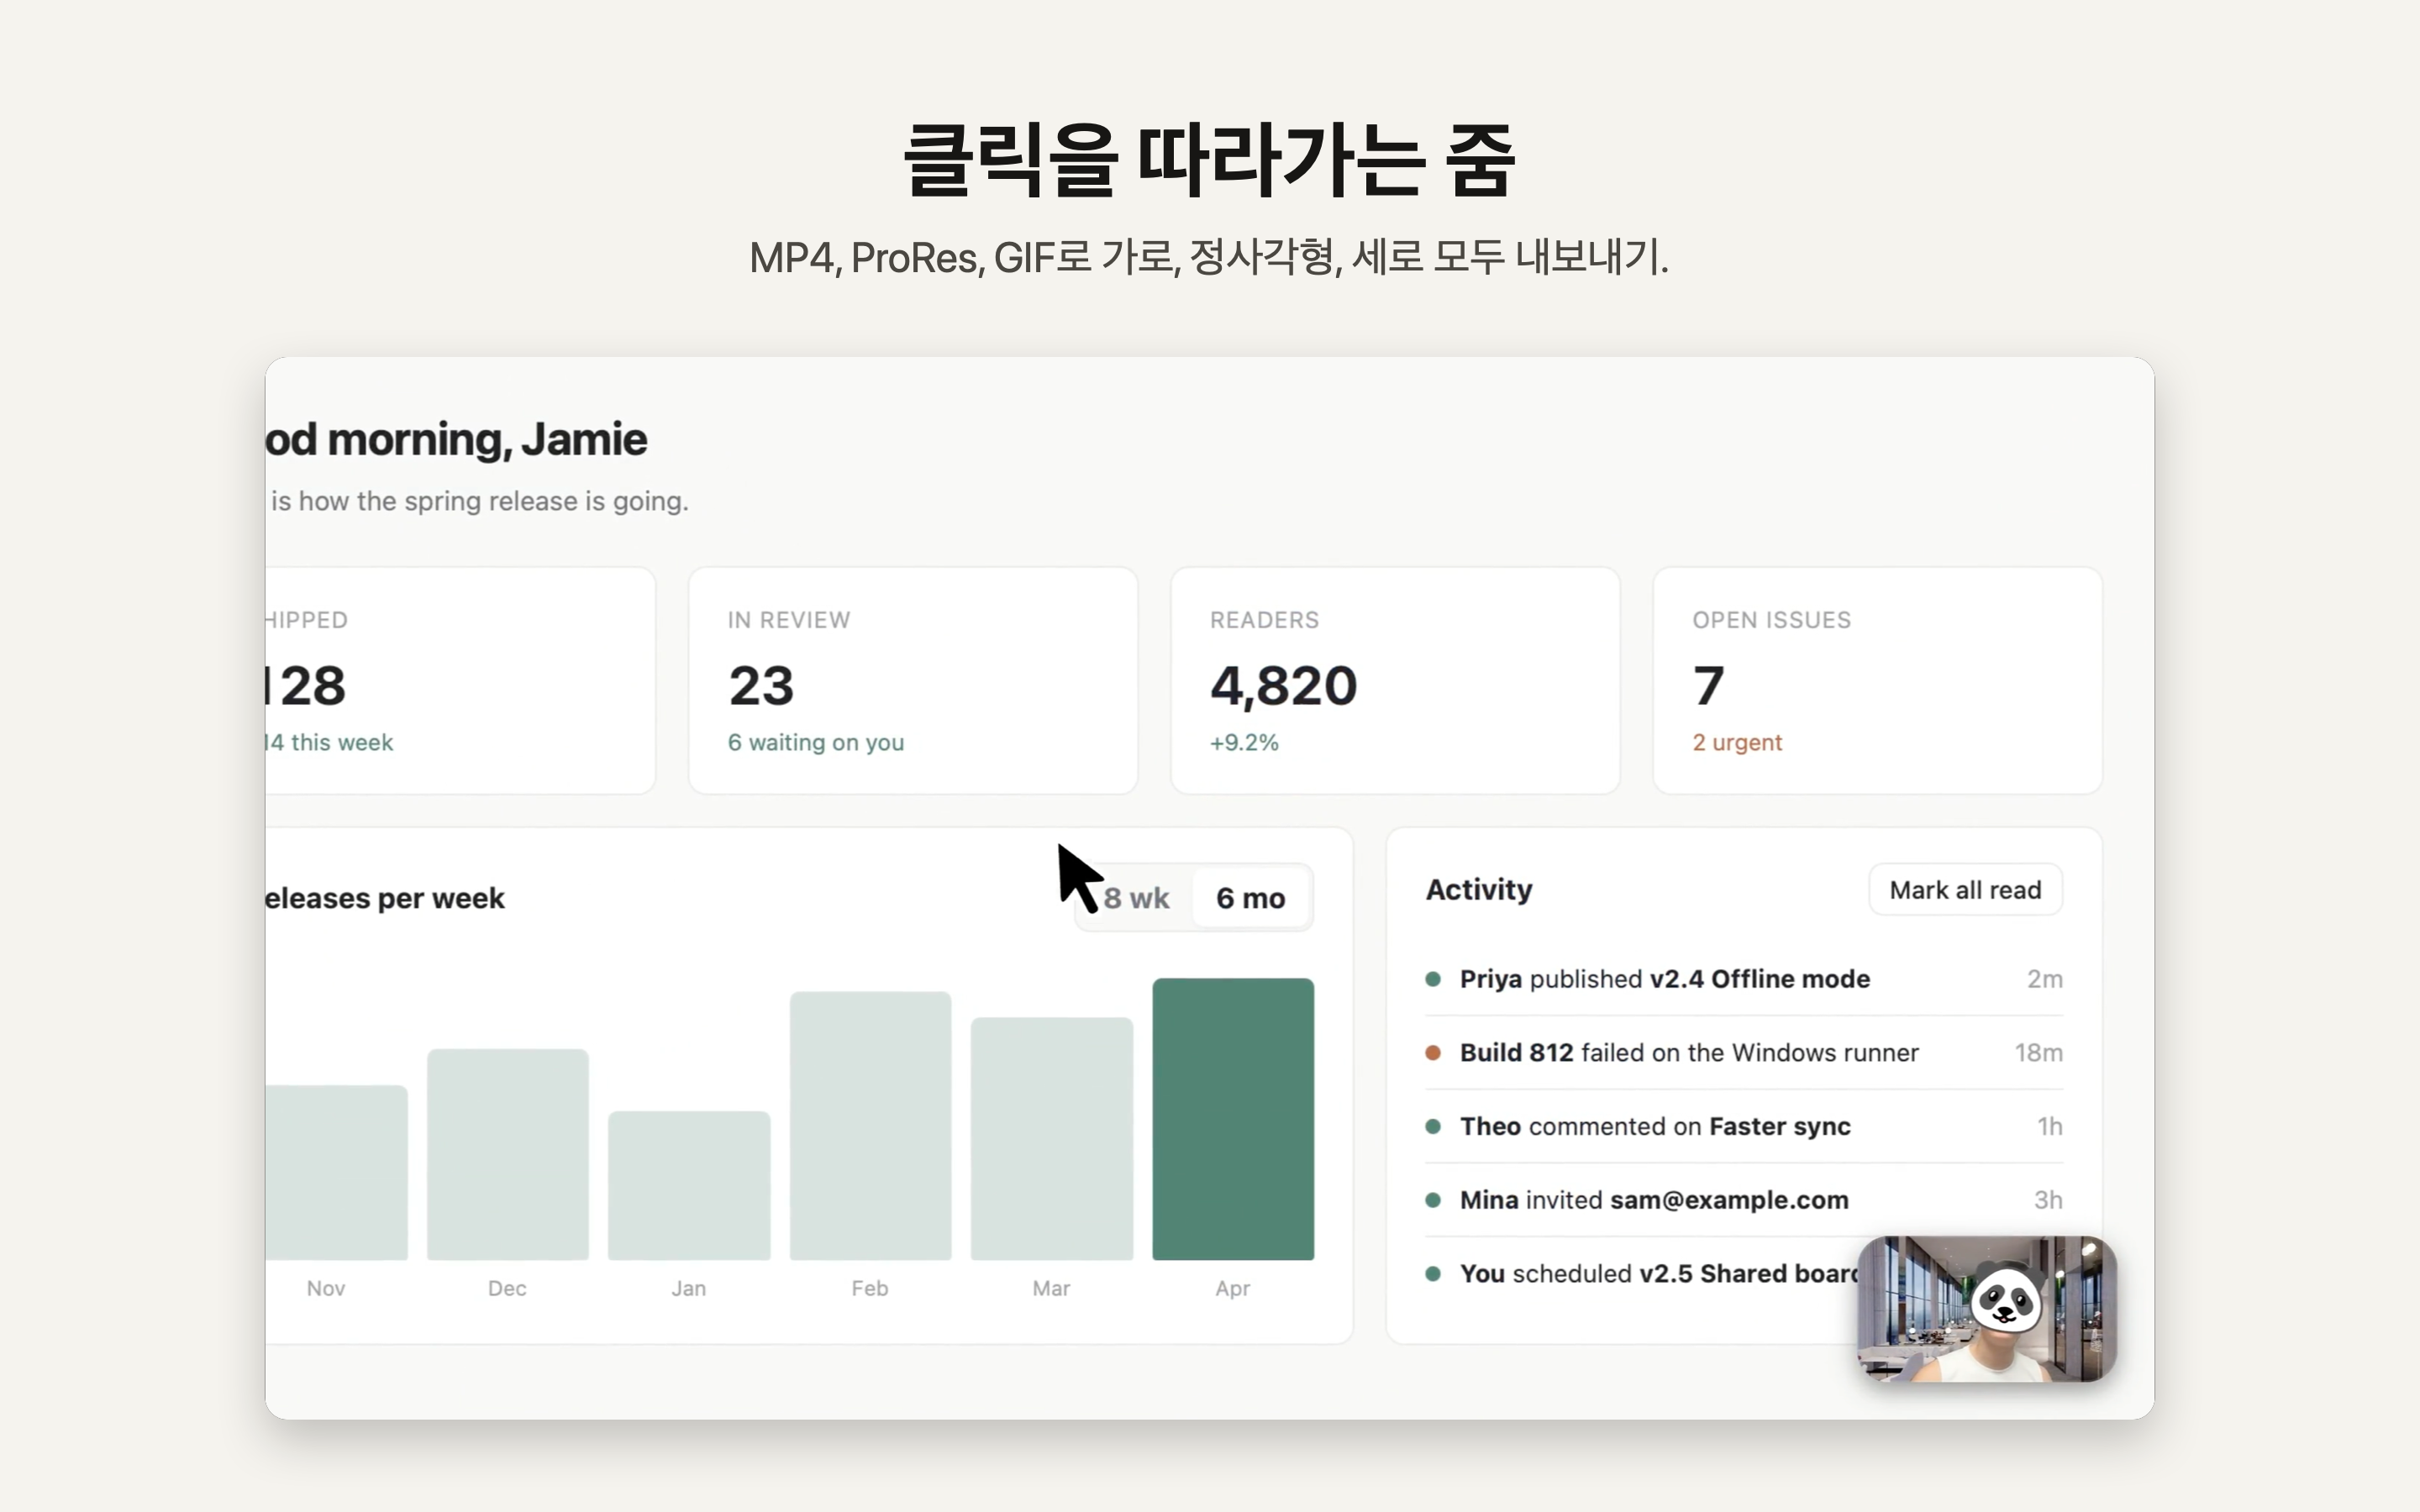 클릭을 따라가는 줌
MP4, ProRes, GIF로 가로, 정사각형, 세로 모두 내보내기.
od morning, Jamie
is how the spring release is going.
HIPPED
128
14 this week
IN REVIEW
23
6 waiting on you
READERS
4,820
+9.2%
OPEN ISSUES
7
2 urgent
eleases per week
8 wk
6 mo
Nov
Dec
Jan
Feb
Mar
Apr
Activity
Mark all read
Priya published v2.4 Offline mode
2m
Build 812 failed on the Windows runner
18m
Theo commented on Faster sync
1h
Mina invited sam@example.com
3h
You scheduled v2.5 Shared board